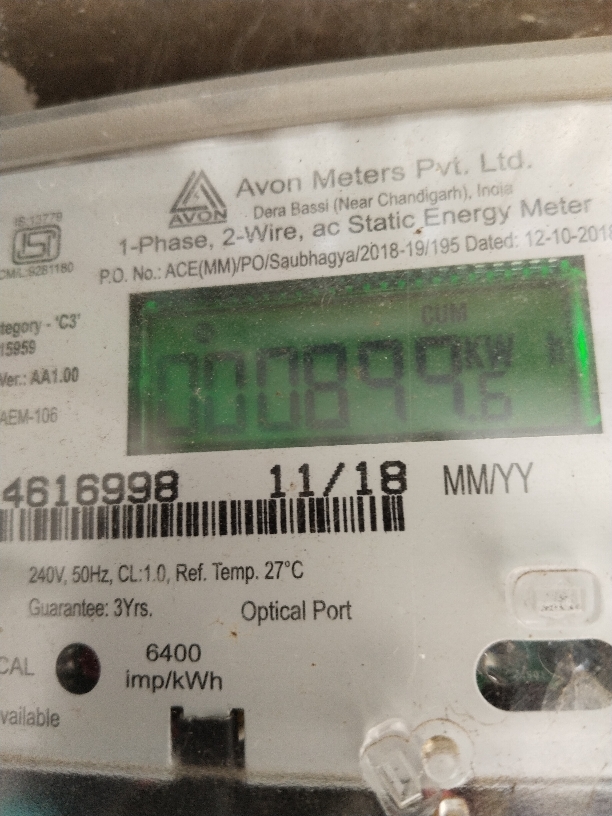 Avon Meters Pvt. Ltd.
AVON
Dera Bassi (Near Chandigarh), India
IS:13779
1-Phase, 2-Wire, ac Static Energy Meter
CM/L:9281180
P.O. No.: ACE(MM)/PO/Saubhagya/2018-19/195 Dated: 12-10-2018
tegory - 'C3'
15959
CUM
Ver.: AA1.00
KW h
AEM-106
4616998 11/18 MM/YY
240V, 50Hz, CL:1.0, Ref. Temp. 27°C
Guarantee: 3Yrs. Optical Port
CAL 6400
imp/kWh
vailable